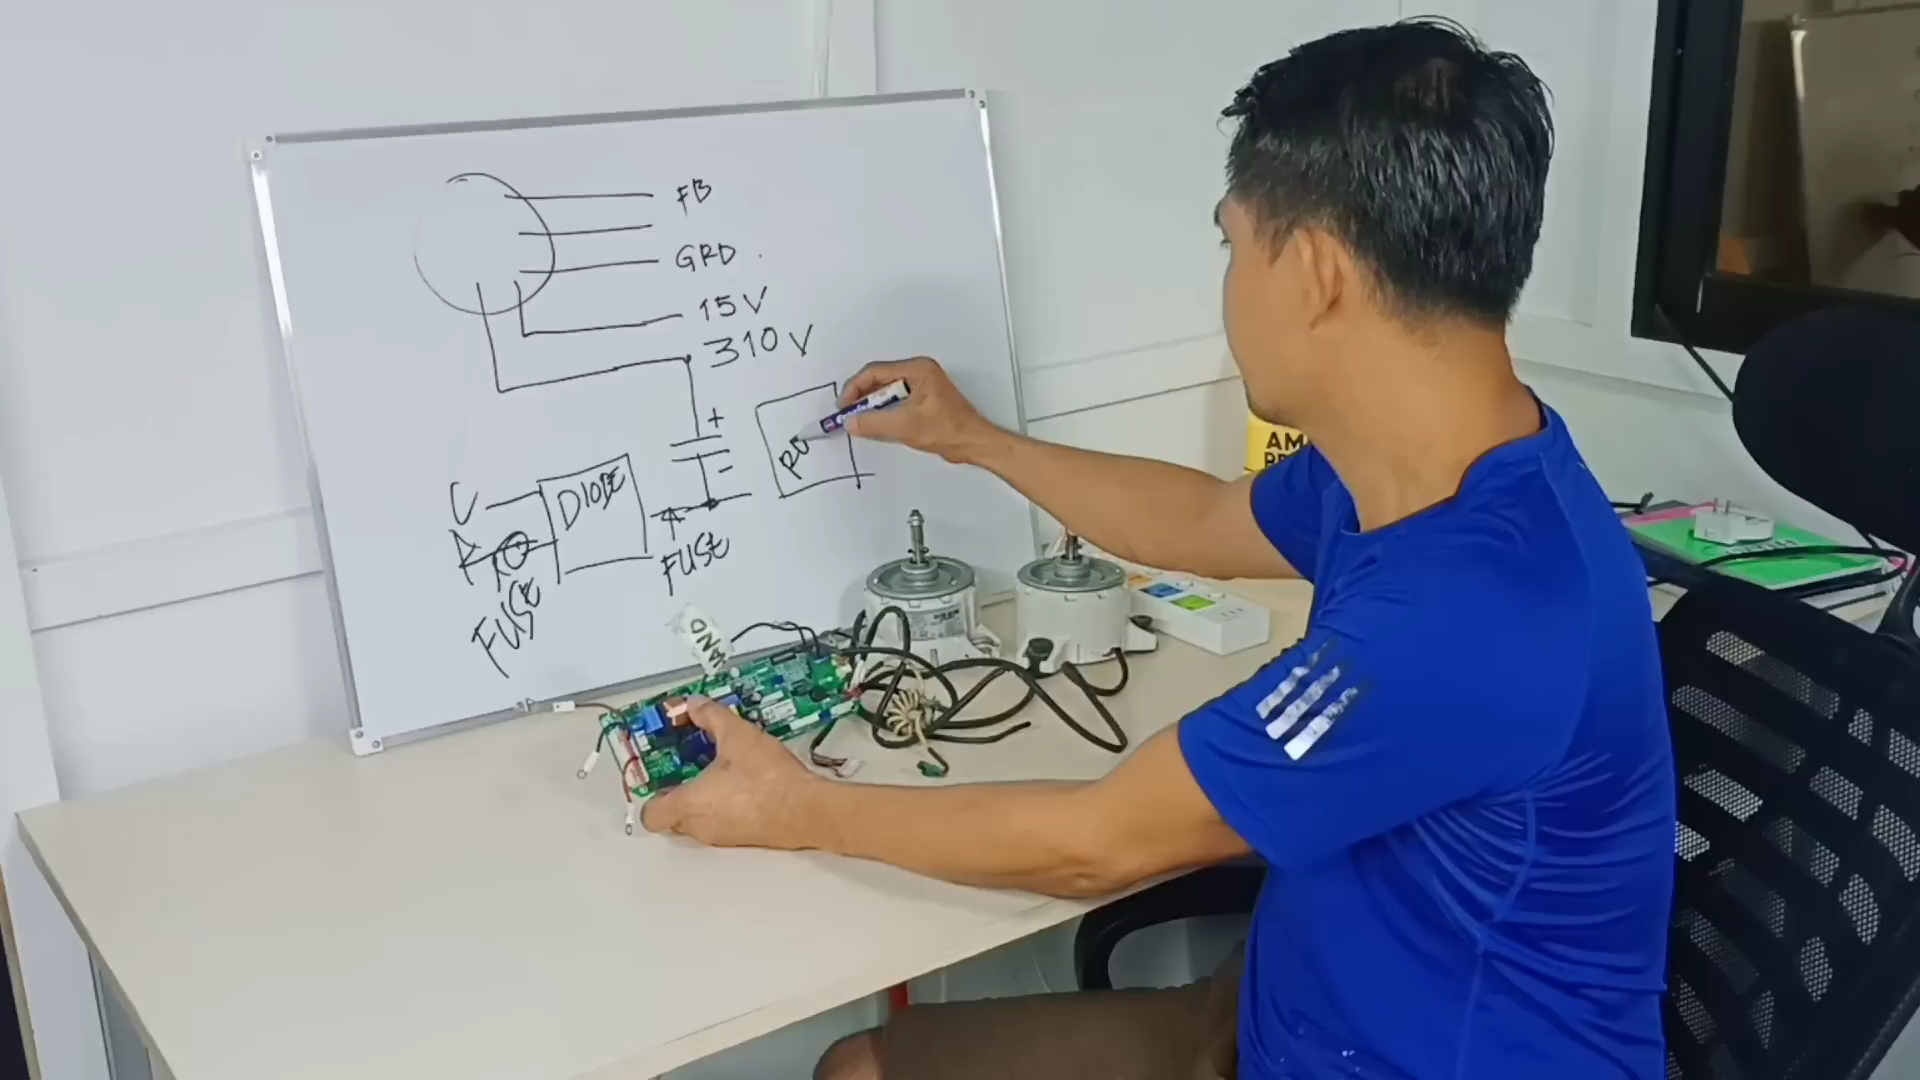 FB
GRD
15V
310V
+
-
DIODE
FUSE
FUSE